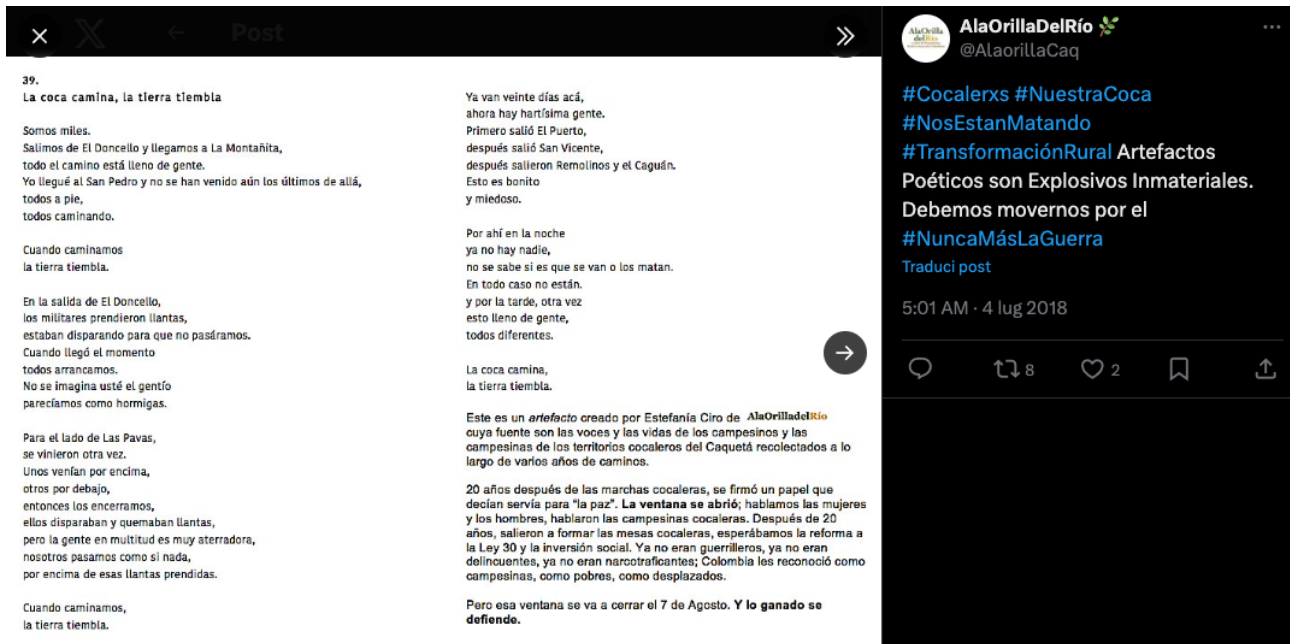 Post
39.
La coca camina, la tierra tiembla
Somos miles.
Salimos de El Doncello y llegamos a La Montañita,
todo el camino está lleno de gente.
Yo llegué al San Pedro y no se han venido aún los últimos de allá,
todos a pie,
todos caminando.
Cuando caminamos
la tierra tiembla.
En la salida de El Doncello,
los militares prendieron llantas,
estaban disparando para que no pasáramos.
Cuando llegó el momento
todos arrancamos.
No se imagina usté el gentío
parecíamos como hormigas.
Para el lado de Las Pavas,
se vinieron otra vez.
Unos venían por encima,
otros por debajo,
entonces los encerramos,
ellos disparaban y quemaban llantas,
pero la gente en multitud es muy aterradora,
nosotros pasamos como si nada,
por encima de esas llantas prendidas.
Cuando caminamos,
la tierra tiembla.
Ya van veinte días acá,
ahora hay hartísima gente.
Primero salió El Puerto,
después salió San Vicente,
después salieron Remolinos y el Caguán.
Esto es bonito
y miedoso.
Por ahí en la noche
ya no hay nadie,
no se sabe si es que se van o los matan.
En todo caso no están.
y por la tarde, otra vez
esto lleno de gente,
todos diferentes.
La coca camina,
la tierra tiembla.
Este es un artefacto creado por Estefanía Ciro de AlaOrilladelRío
cuya fuente son las voces y las vidas de los campesinos y las
campesinas de los territorios cocaleros del Caquetá recolectados a lo
largo de varios años de caminos.
20 años después de las marchas cocaleras, se firmó un papel que
decían servía para “la paz”. La ventana se abrió; hablamos las mujeres
y los hombres, hablaron las campesinas cocaleras. Después de 20
años, salieron a formar las mesas cocaleras, esperábamos la reforma a
la Ley 30 y la inversión social. Ya no eran guerrilleros, ya no eran
delincuentes, ya no eran narcotraficantes; Colombia les reconoció como
campesinas, como pobres, como desplazados.
Pero esa ventana se va a cerrar el 7 de Agosto. Y lo ganado se
defiende.
AlaOrilla
delRío
AlaOrillaDelRío
@AlaorillaCaq
#Cocalerxs #NuestraCoca
#NosEstanMatando
#TransformaciónRural Artefactos
Poéticos son Explosivos Inmateriales.
Debemos movernos por el
#NuncaMásLaGuerra
Traduci post
5:01 AM · 4 lug 2018
8
2